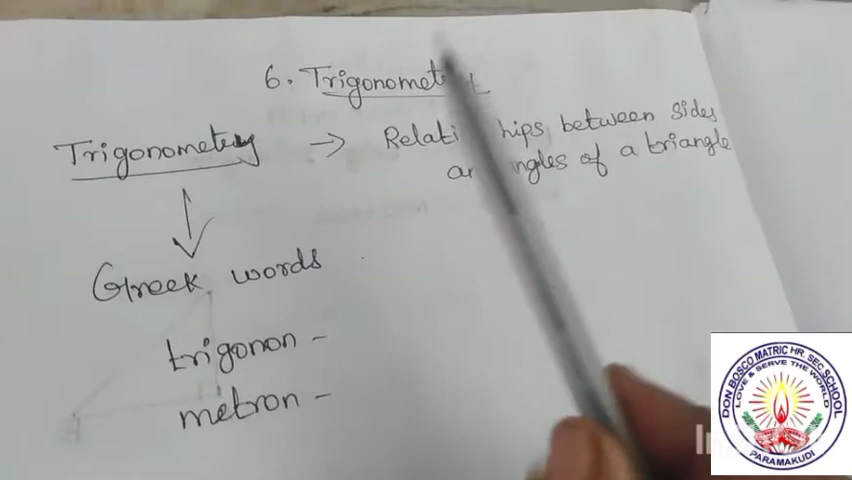 6. Trigonomet
Trigonometry → Relati hips between sides
a ngles of a triangle
Greek words
trigonon -
metron -
DON BOSCO MATRIC HR. SEC. SCHOOL
LOVE & SERVE THE WORLD
PARAMAKUDI